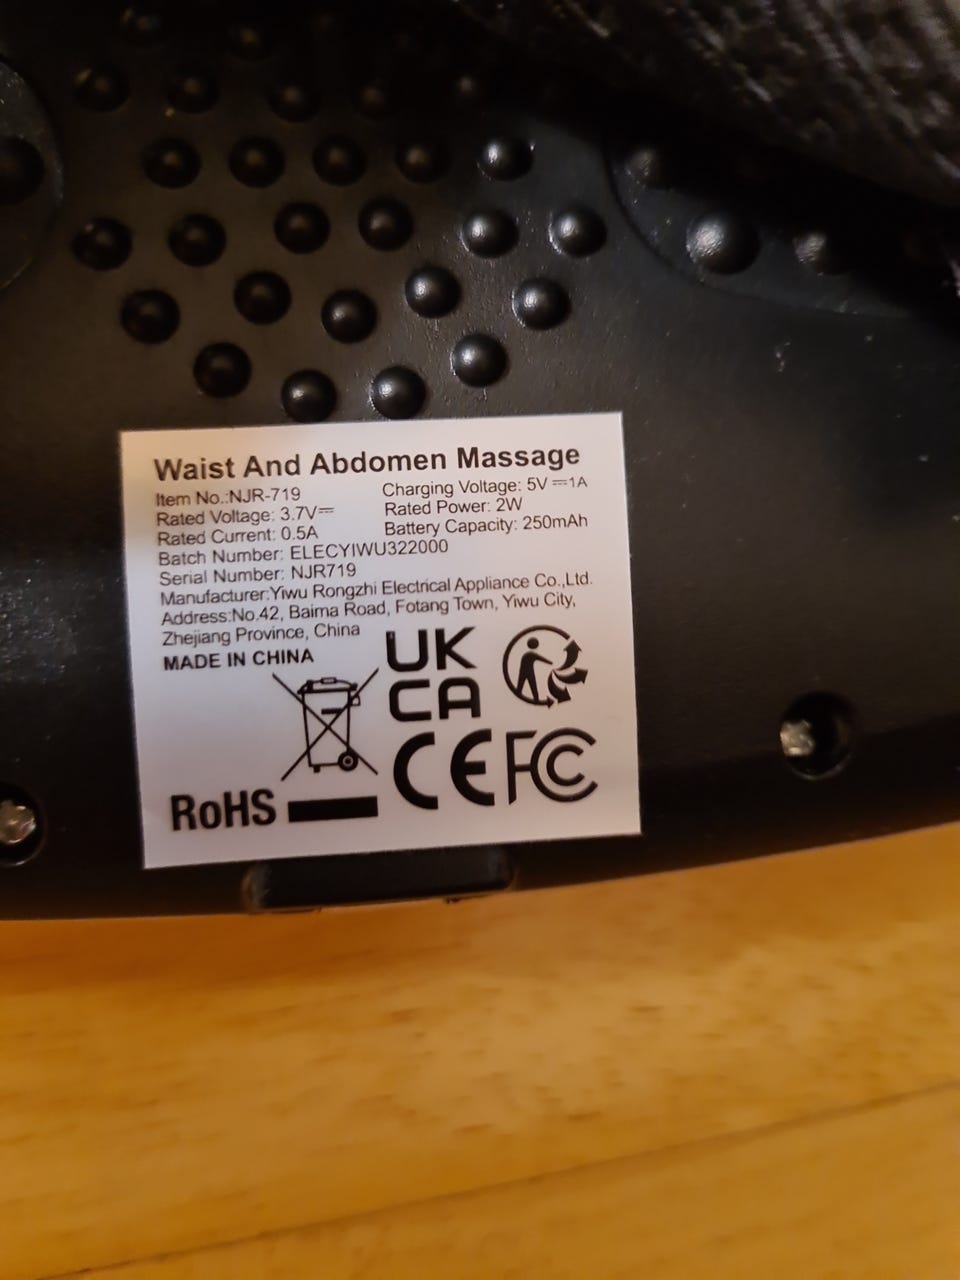 Waist And Abdomen Massage
Item No.:NJR-719
Charging Voltage: 5V⎓1A
Rated Voltage: 3.7V⎓
Rated Power: 2W
Rated Current: 0.5A
Battery Capacity: 250mAh
Batch Number: ELECYIWU322000
Serial Number: NJR719
Manufacturer:Yiwu Rongzhi Electrical Appliance Co.,Ltd.
Address:No.42, Baima Road, Fotang Town, Yiwu City,
Zhejiang Province, China
MADE IN CHINA
UK
CA
CE FC
RoHS